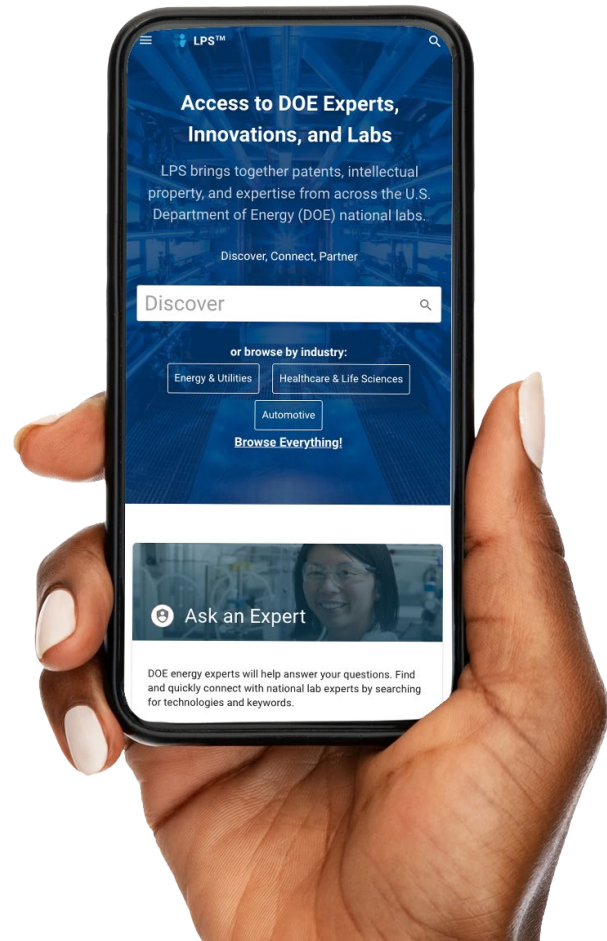 LPS™
Access to DOE Experts,
Innovations, and Labs
LPS brings together patents, intellectual
property, and expertise from across the U.S.
Department of Energy (DOE) national labs.
Discover, Connect, Partner
Discover
or browse by industry:
Energy & Utilities
Healthcare & Life Sciences
Automotive
Browse Everything!
Ask an Expert
DOE energy experts will help answer your questions. Find
and quickly connect with national lab experts by searching
for technologies and keywords.